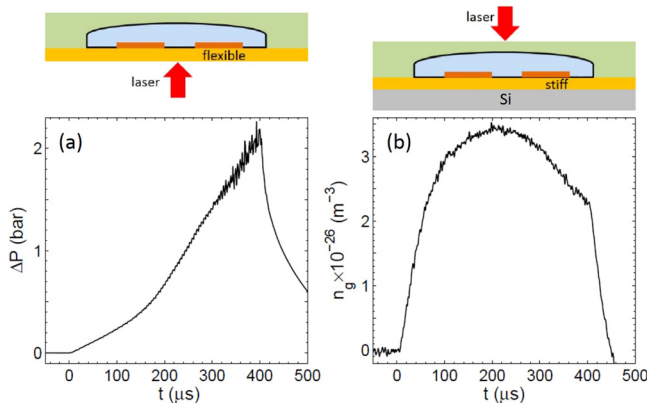 laser
flexible
laser
stiff
Si
(a)
ΔP (bar)
2
1
0
0
100
200
300
400
500
t (μs)
(b)
n_g×10⁻²⁶ (m⁻³)
3
2
1
0
0
100
200
300
400
500
t (μs)